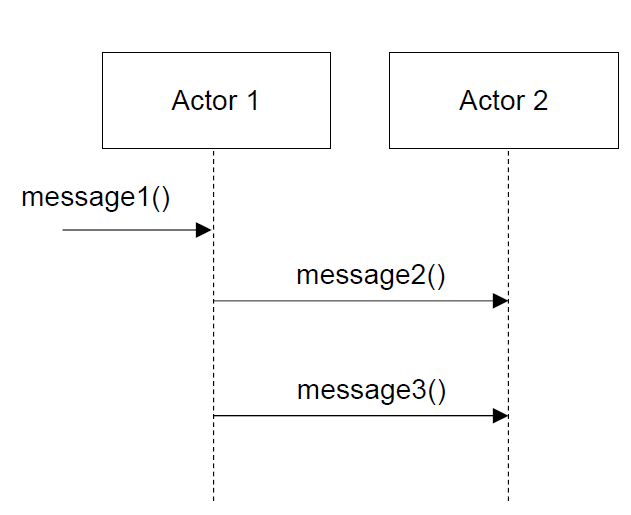 Actor 1
Actor 2
message1()
message2()
message3()